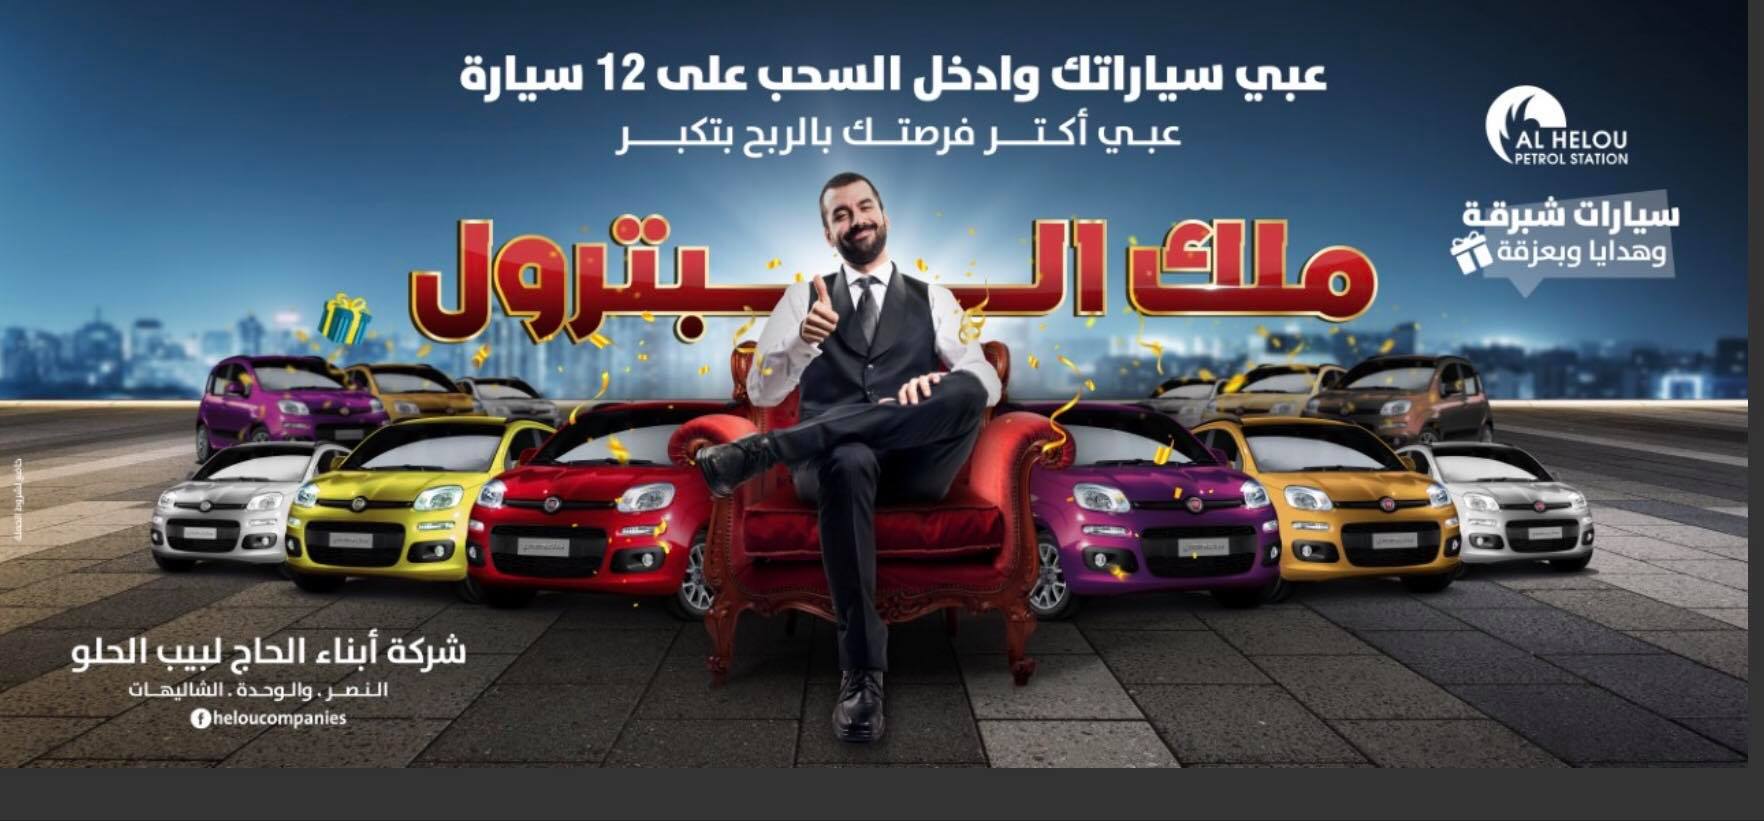 عبي سياراتك وادخل السحب على 12 سيارة
عبي أكتر فرصتك بالربح بتكبر
AL HELOU
PETROL STATION
سيارات شبرقة
وهدايا وبعزقة
ملك البترول
شركة أبناء الحاج لبيب الحلو
النصر . والوحدة . الشاليهات
heloucompanies